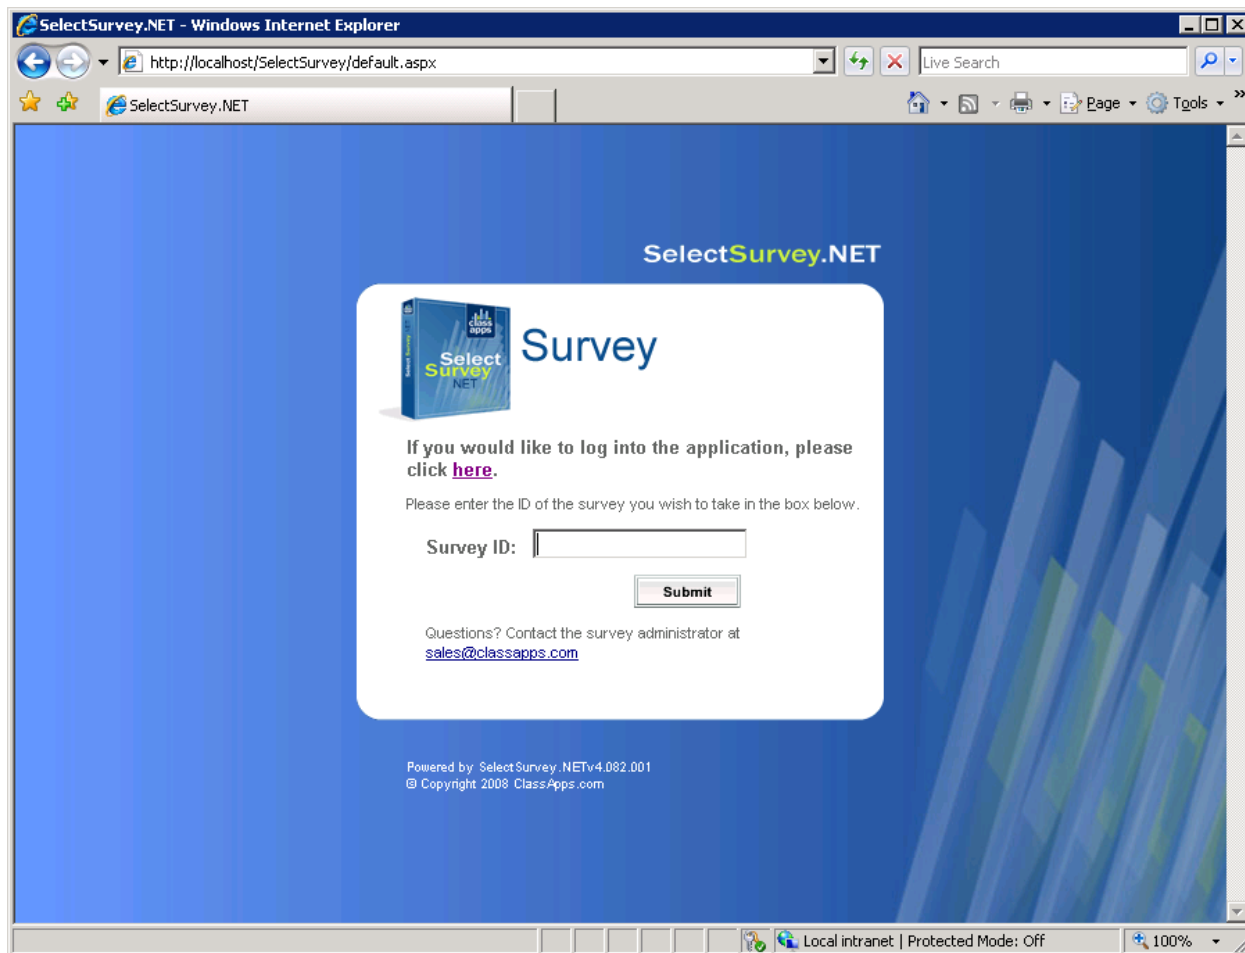 SelectSurvey.NET - Windows Internet Explorer
http://localhost/SelectSurvey/default.aspx
Live Search
SelectSurvey.NET
Page
Tools
SelectSurvey.NET
class
apps
Select
Survey
NET
Survey
If you would like to log into the application, please
click here.
Please enter the ID of the survey you wish to take in the box below.
Survey ID:
Submit
Questions? Contact the survey administrator at
sales@classapps.com
Powered by SelectSurvey.NETv4.082.001
© Copyright 2008 ClassApps.com
Local intranet | Protected Mode: Off
100%